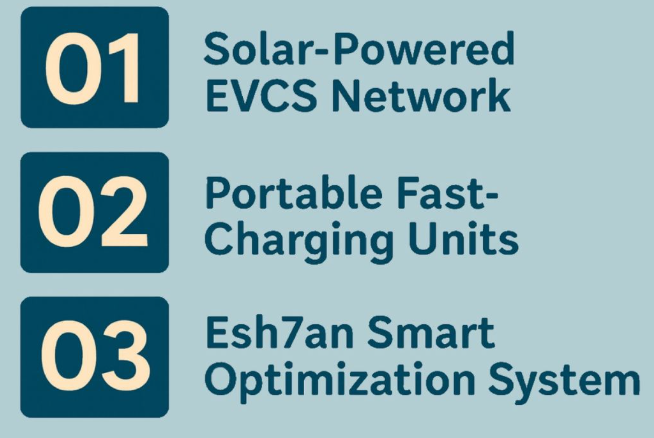 01
Solar-Powered
EVCS Network
02
Portable Fast-
Charging Units
03
Esh7an Smart
Optimization System